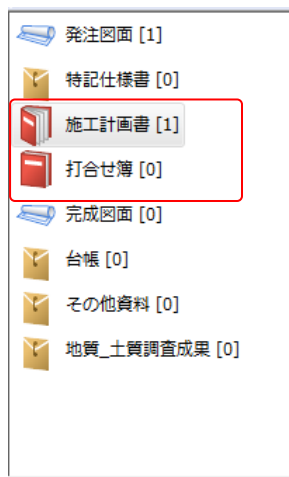 発注図面 [1]
特記仕様書 [0]
施工計画書 [1]
打合せ簿 [0]
完成図面 [0]
台帳 [0]
その他資料 [0]
地質_土質調査成果 [0]